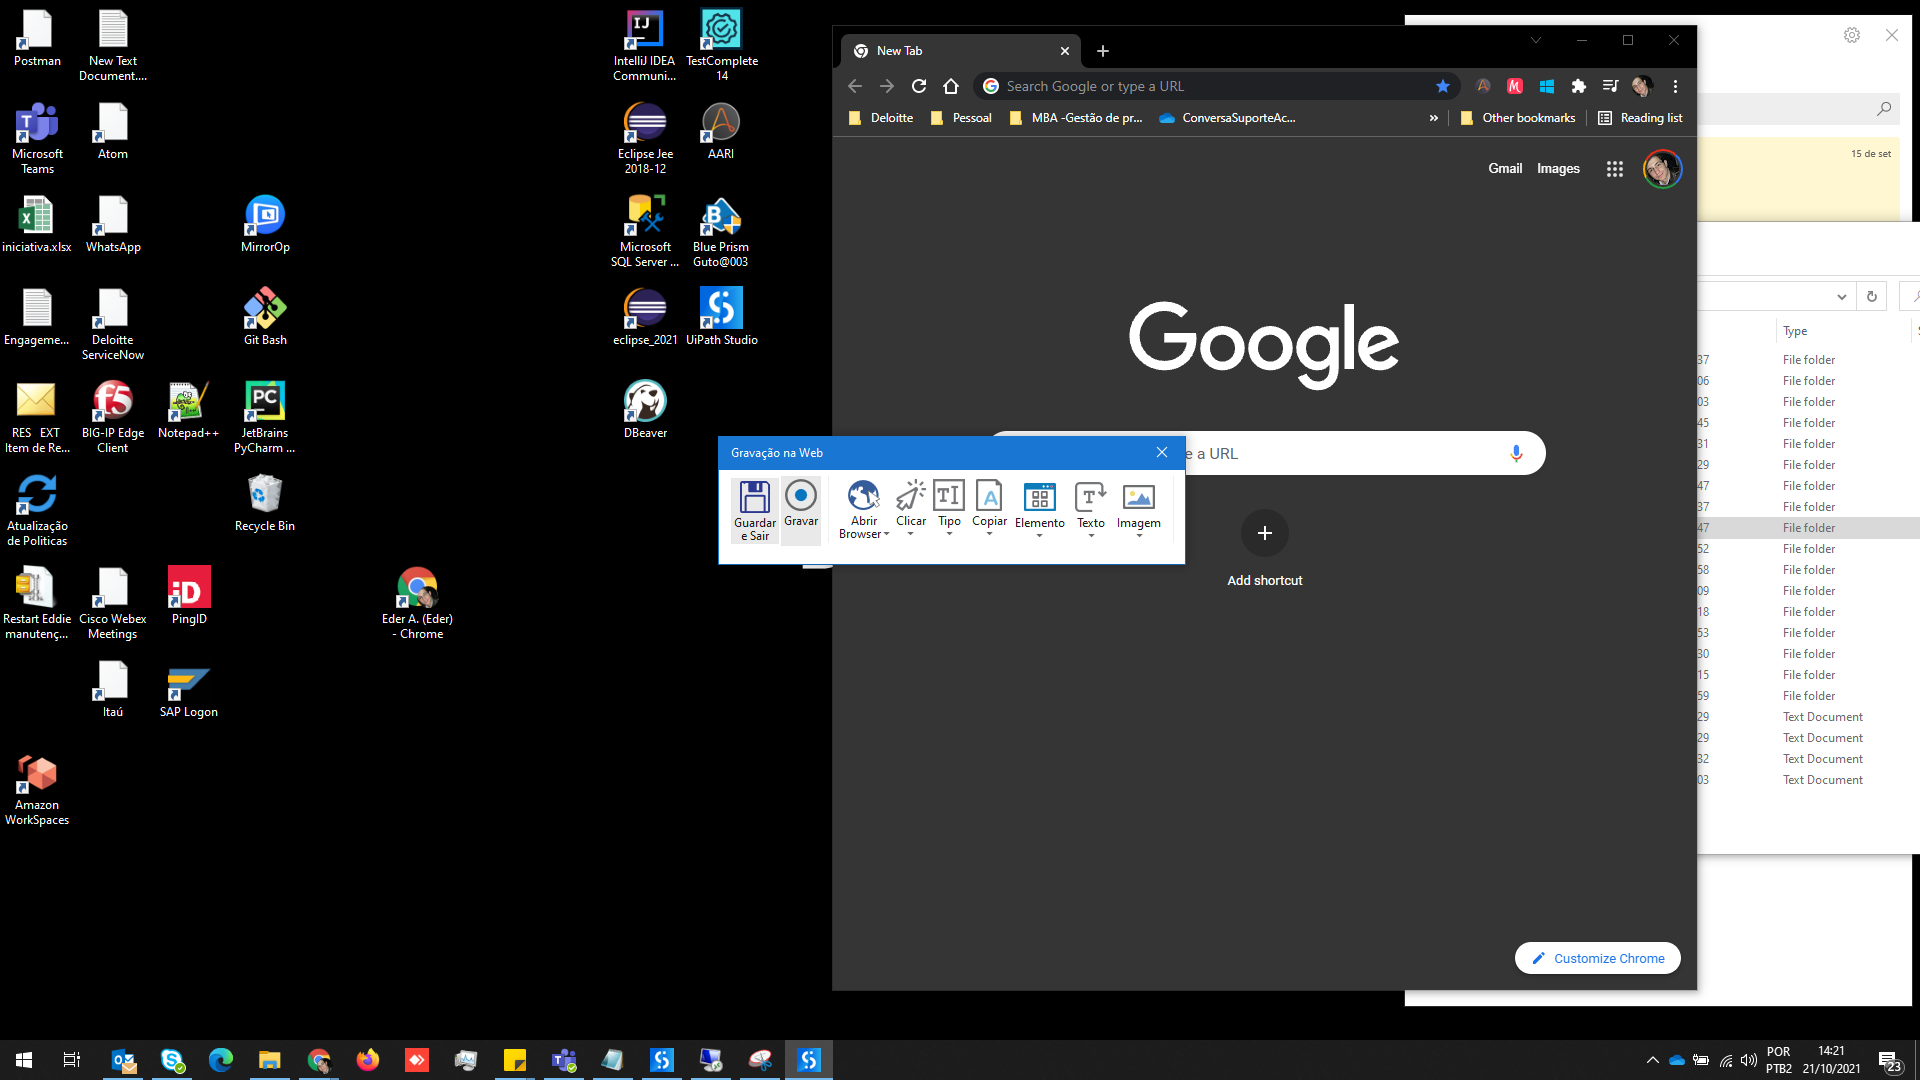 Postman
New Text
Document....
IntelliJ IDEA
Communi...
TestComplete
14
Microsoft
Teams
Atom
Eclipse Jee
2018-12
AARI
iniciativa.xlsx
WhatsApp
MirrorOp
Microsoft
SQL Server ...
Blue Prism
Guto@003
Engageme...
Deloitte
ServiceNow
Git Bash
eclipse_2021
UiPath Studio
RES EXT
Item de Re...
BIG-IP Edge
Client
Notepad++
JetBrains
PyCharm ...
DBeaver
Atualização
de Politicas
Recycle Bin
Restart Eddie
manutenç...
Cisco Webex
Meetings
PingID
Eder A. (Eder)
- Chrome
Itaú
SAP Logon
Amazon
WorkSpaces
New Tab
Search Google or type a URL
Deloitte
Pessoal
MBA -Gestão de pr...
ConversaSuporteAc...
»
Other bookmarks
Reading list
Gmail
Images
Google
e a URL
Add shortcut
Customize Chrome
Gravação na Web
Guardar
e Sair
Gravar
Abrir
Browser
Clicar
Tipo
Copiar
Elemento
Texto
Imagem
15 de set
Type
37 File folder
06 File folder
03 File folder
45 File folder
31 File folder
29 File folder
47 File folder
37 File folder
47 File folder
52 File folder
58 File folder
09 File folder
18 File folder
53 File folder
30 File folder
15 File folder
59 File folder
29 Text Document
29 Text Document
32 Text Document
03 Text Document
POR
PTB2
14:21
21/10/2021
23